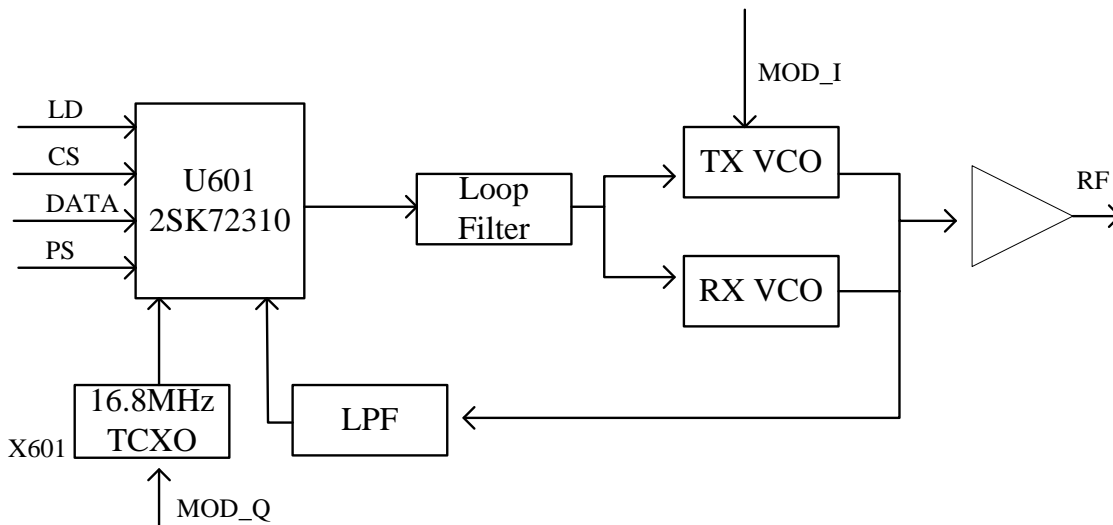 MOD_I
LD
CS
DATA
PS
U601
2SK72310
Loop
Filter
TX VCO
RX VCO
RF
16.8MHz
TCXO
X601
LPF
MOD_Q